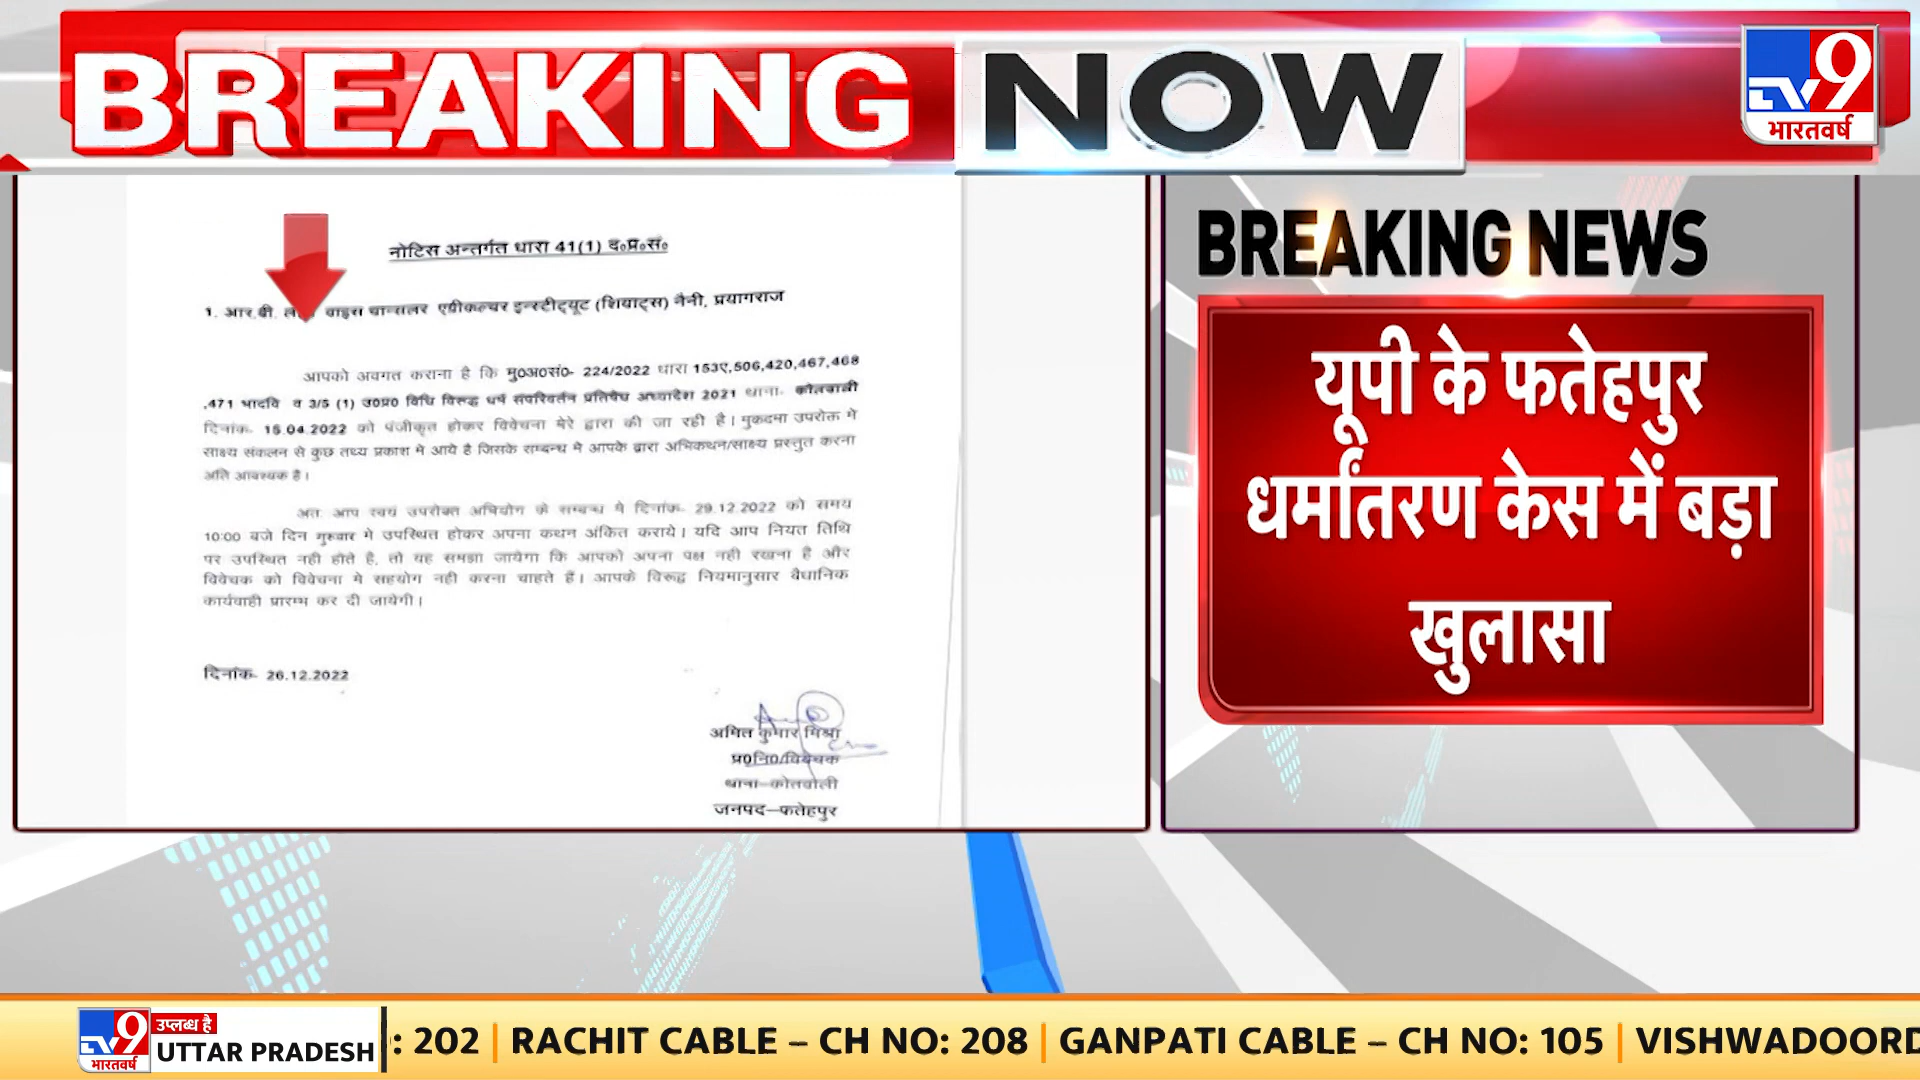 BREAKING NOW
TV9
भारतवर्ष
नोटिस अन्तर्गत धारा 41(1) द०प्र०सं०
1. आर.बी. वाइस चान्सलर एग्रीकल्चर इन्स्टीट्यूट (शियाट्स) नैनी, प्रयागराज
आपको अवगत कराना है कि मु0अ0सं0- 224/2022 धारा 153ए,506,420,467,468
,471 भादवि व 3/5 (1) उ0प्र0 विधि विरूद्ध धर्म संपरिवर्तन प्रतिषेध अध्यादेश 2021 थाना- कोतवाली
दिनांक- 15.04.2022 को पंजीकृत होकर विवेचना मेरे द्वारा की जा रही है। मुकदमा उपरोक्त मे
साक्ष्य संकलन से कुछ तथ्य प्रकाश मे आये है जिसके सम्बन्ध मे आपके द्वारा अभिकथन/साक्ष्य प्रस्तुत करना
अति आवश्यक है।
अतः आप स्वयं उपरोक्त अभियोग के सम्बन्ध मे दिनांक- 29.12.2022 को समय
10:00 बजे दिन गुरूवार मे उपस्थित होकर अपना कथन अंकित कराये। यदि आप नियत तिथि
पर उपस्थित नही होते है, तो यह समझा जायेगा कि आपको अपना पक्ष नही रखना है और
विवेचक को विवेचना मे सहयोग नही करना चाहते हैं। आपके विरूद्ध नियमानुसार वैधानिक
कार्यवाही प्रारम्भ कर दी जायेगी।
दिनांक- 26.12.2022
अमित कुमार मिश्रा
प्र0नि0/विवेचक
थाना-कोतवाली
जनपद-फतेहपुर
BREAKING NEWS
यूपी के फतेहपुर
धर्मांतरण केस में बड़ा
खुलासा
TV9
भारतवर्ष
उप्लब्ध है
UTTAR PRADESH
: 202 | RACHIT CABLE – CH NO: 208 | GANPATI CABLE – CH NO: 105 | VISHWADOORD